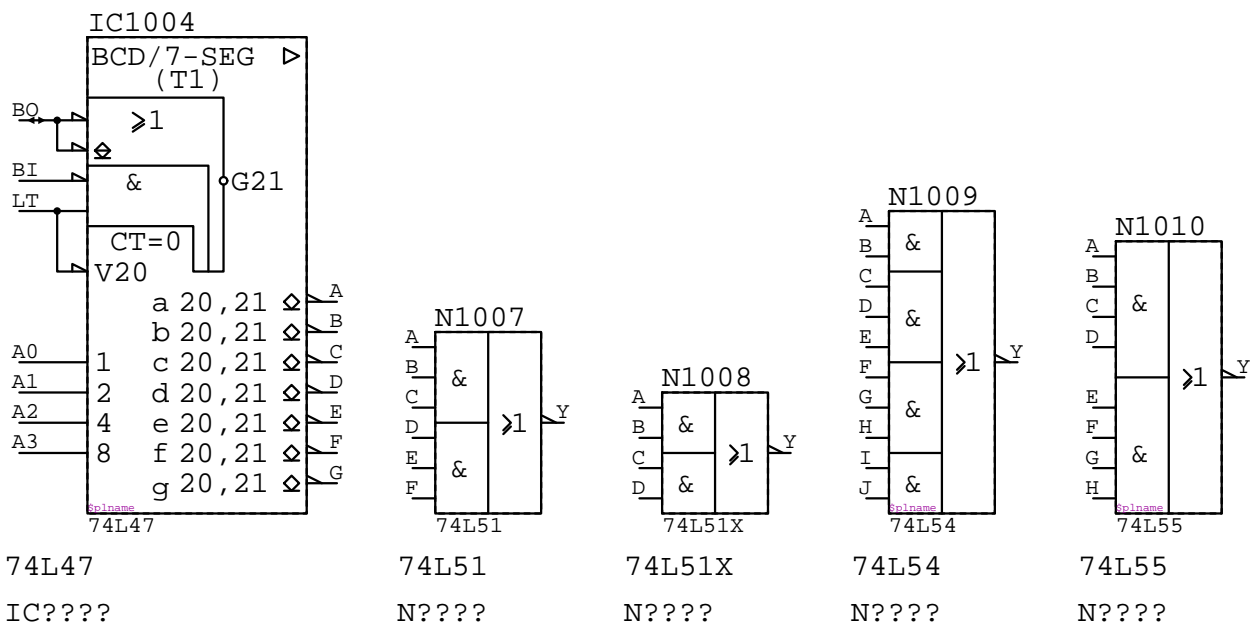 IC1004
BCD/7-SEG
(T1)
BO
≥1
BI
&
G21
LT
CT=0
V20
a 20,21 A
b 20,21 B
A0 1 c 20,21 C
A1 2 d 20,21 D
A2 4 e 20,21 E
A3 8 f 20,21 F
g 20,21 G
Splname
74L47
74L47
IC????
N1007
A
B
&
C
≥1
Y
D
E
&
F
74L51
74L51
N????
N1008
A
B
&
≥1
Y
C
D
&
74L51X
74L51X
N????
N1009
A
B
&
C
D
&
E
≥1
Y
F
G
&
H
I
J
&
Splname
74L54
74L54
N????
N1010
A
B
&
C
D
≥1
Y
E
F
&
G
H
Splname
74L55
74L55
N????